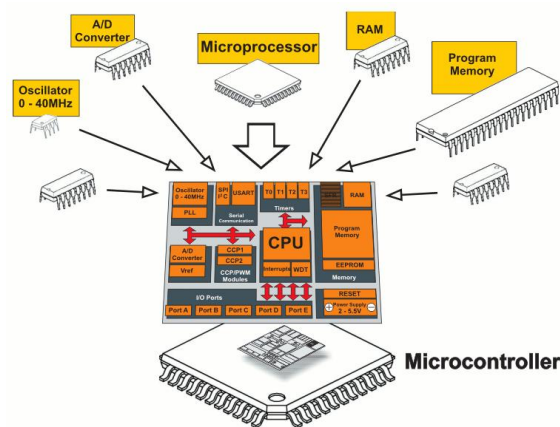 A/D
Converter
Microprocessor
RAM
Program
Memory
Oscillator
0 - 40MHz
Oscillator
0 - 40MHz
PLL
SPI
I²C
USART
Serial
Communication
T0
T1
T2
T3
Timers
RAM
Program
Memory
EEPROM
Memory
A/D
Converter
Vref
CCP1
CCP2
CCP/PWM
Modules
CPU
Interrupts
WDT
I/O Ports
Port A
Port B
Port C
Port D
Port E
RESET
Power Supply
2 - 5.5V
Microcontroller